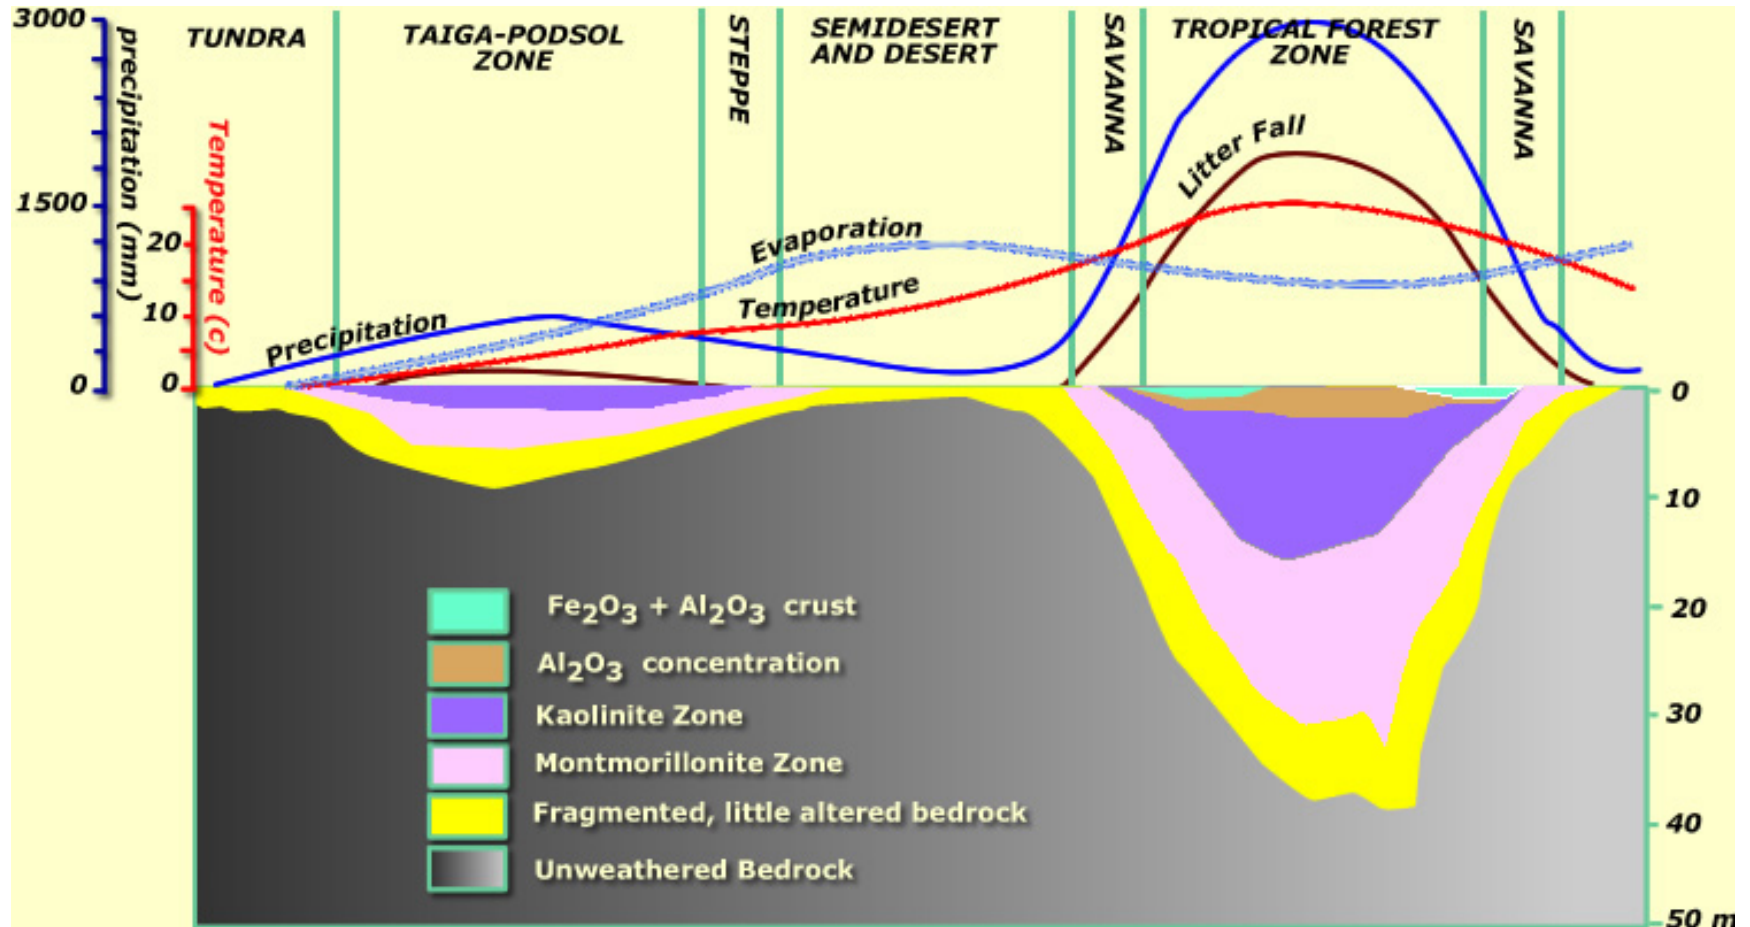 3000
1500
0
precipitation (mm)
20
10
0
Temperature (c)
TUNDRA
TAIGA-PODSOL
ZONE
STEPPE
SEMIDESERT
AND DESERT
SAVANNA
TROPICAL FOREST
ZONE
SAVANNA
Precipitation
Evaporation
Temperature
Litter Fall
0
10
20
30
40
50 m
Fe₂O₃ + Al₂O₃ crust
Al₂O₃ concentration
Kaolinite Zone
Montmorillonite Zone
Fragmented, little altered bedrock
Unweathered Bedrock